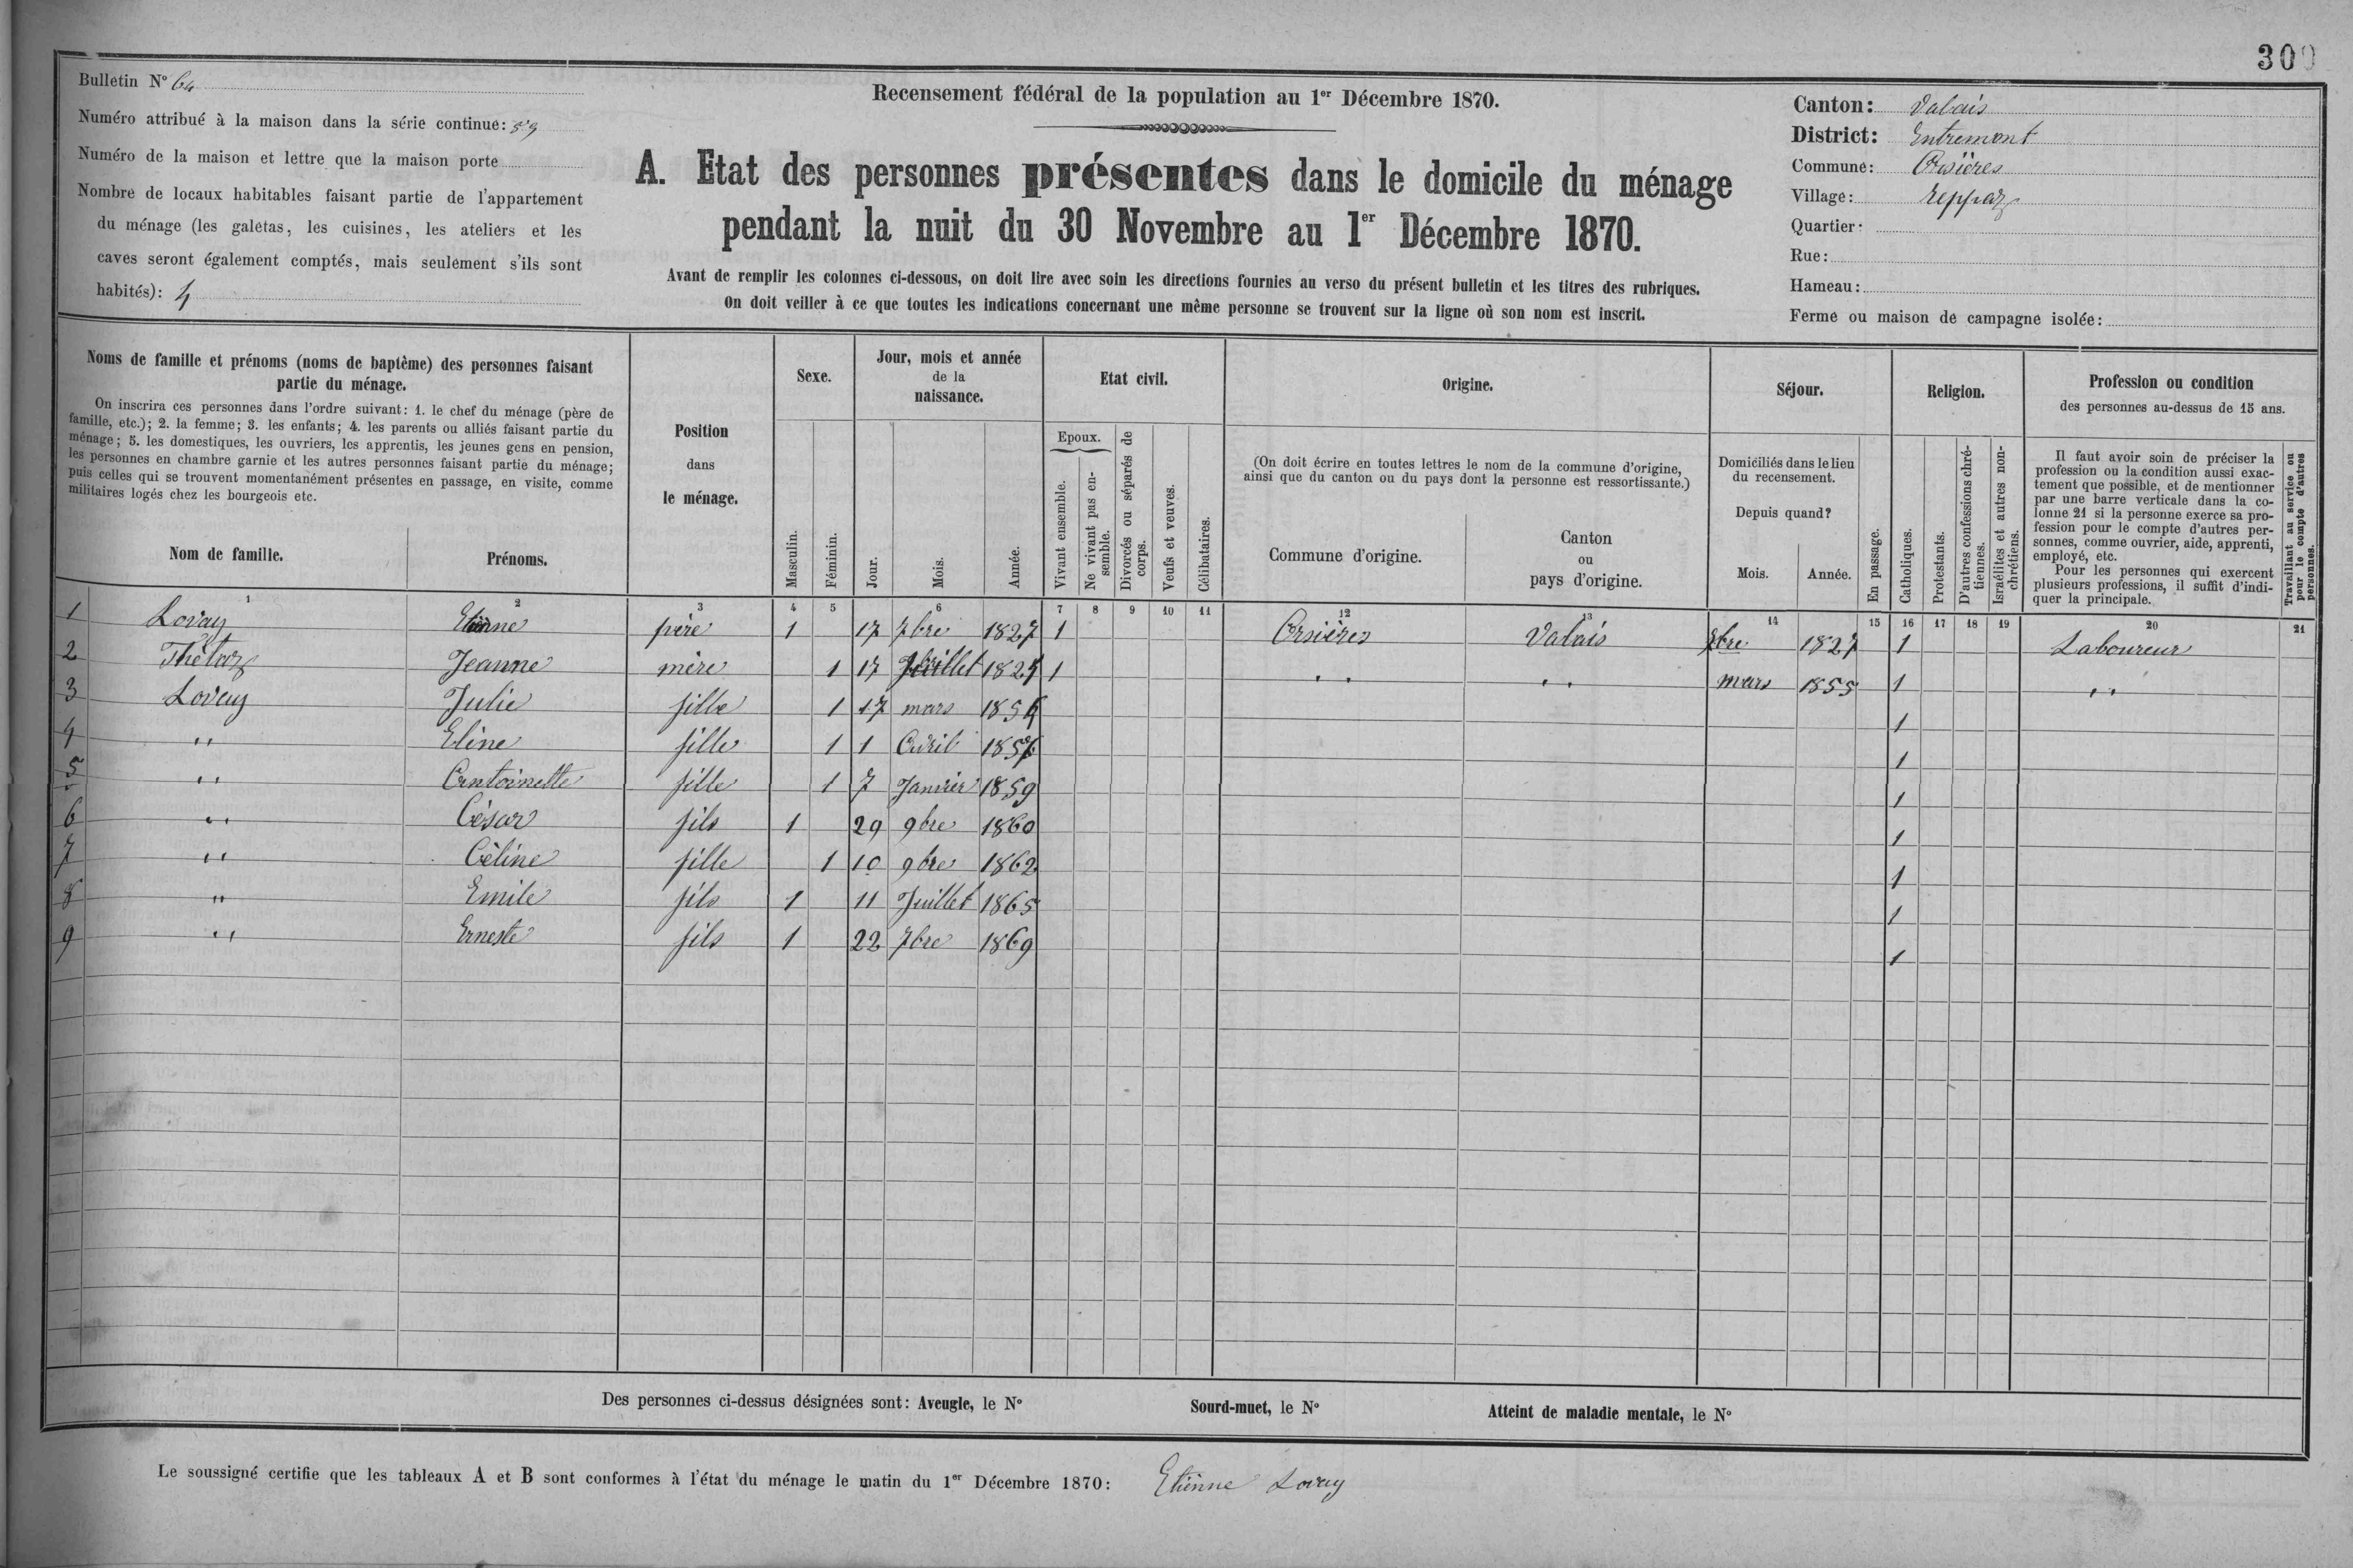 300
Bulletin Nº 64
Numéro attribué à la maison dans la série continue: 59
Numéro de la maison et lettre que la maison porte
Nombre de locaux habitables faisant partie de l'appartement
du ménage (les galetas, les cuisines, les ateliers et les
caves seront également comptés, mais seulement s'ils sont
habités): 4
Recensement fédéral de la population au 1er Décembre 1870.
A. Etat des personnes présentes dans le domicile du ménage
pendant la nuit du 30 Novembre au 1er Décembre 1870.
Avant de remplir les colonnes ci-dessous, on doit lire avec soin les directions fournies au verso du présent bulletin et les titres des rubriques.
On doit veiller à ce que toutes les indications concernant une même personne se trouvent sur la ligne où son nom est inscrit.
Canton: Valais
District: Entremont
Commune: Orsières
Village: reppaz
Quartier:
Rue:
Hameau:
Ferme ou maison de campagne isolée:
Noms de famille et prénoms (noms de baptême) des personnes faisant
partie du ménage.
On inscrira ces personnes dans l'ordre suivant: 1. le chef du ménage (père de
famille, etc.); 2. la femme; 3. les enfants; 4. les parents ou alliés faisant partie du
ménage; 5. les domestiques, les ouvriers, les apprentis, les jeunes gens en pension,
les personnes en chambre garnie et les autres personnes faisant partie du ménage;
puis celles qui se trouvent momentanément présentes en passage, en visite, comme
militaires logés chez les bourgeois etc.
Nom de famille. Prénoms.
Position
dans
le ménage.
Sexe.
Masculin. Féminin.
Jour, mois et année
de la
naissance.
Jour. Mois. Année.
Etat civil.
Epoux.
Vivant ensemble.
Ne vivant pas en-
semble.
Divorcés ou séparés de
corps.
Veufs et veuves.
Célibataires.
Origine.
(On doit écrire en toutes lettres le nom de la commune d'origine,
ainsi que du canton ou du pays dont la personne est ressortissante.)
Commune d'origine.
Canton
ou
pays d'origine.
Séjour.
Domiciliés dans le lieu
du recensement.
Depuis quand?
Mois. Année.
En passage.
Religion.
Catholiques.
Protestants.
D'autres confessions chré-
tiennes.
Israélites et autres non-
chrétiens.
Profession ou condition
des personnes au-dessus de 15 ans.
Il faut avoir soin de préciser la
profession ou la condition aussi exac-
tement que possible, et de mentionner
par une barre verticale dans la co-
lonne 21 si la personne exerce sa pro-
fession pour le compte d'autres per-
sonnes, comme ouvrier, aide, apprenti,
employé, etc.
Pour les personnes qui exercent
plusieurs professions, il suffit d'indi-
quer la principale.
Travaillant au service ou
pour le compte d'autres
personnes.
1 2 3 4 5 6 7 8 9 10 11 12 13 14 15 16 17 18 19 20 21
1 Lovay Etienne père 1 17 7bre 1827 1 Orsières Valais 7bre 1827 1 Laboureur
2 Thétaz Jeanne mère 1 17 Juillet 1827 1 " " mars 1855 1 "
3 Lovay Julie fille 1 17 mars 1856 1
4 " Eline fille 1 1 Avril 1857 1
5 " Antoinette fille 1 7 Janvier 1859 1
6 " César fils 1 29 9bre 1860 1
7 " Céline fille 1 10 9bre 1862 1
8 " Emile fils 1 11 Juillet 1865 1
9 " Erneste fils 1 22 7bre 1869 1
Des personnes ci-dessus désignées sont: Aveugle, le Nº Sourd-muet, le Nº Atteint de maladie mentale, le Nº
Le soussigné certifie que les tableaux A et B sont conformes à l'état du ménage le matin du 1er Décembre 1870: Etienne Lovay